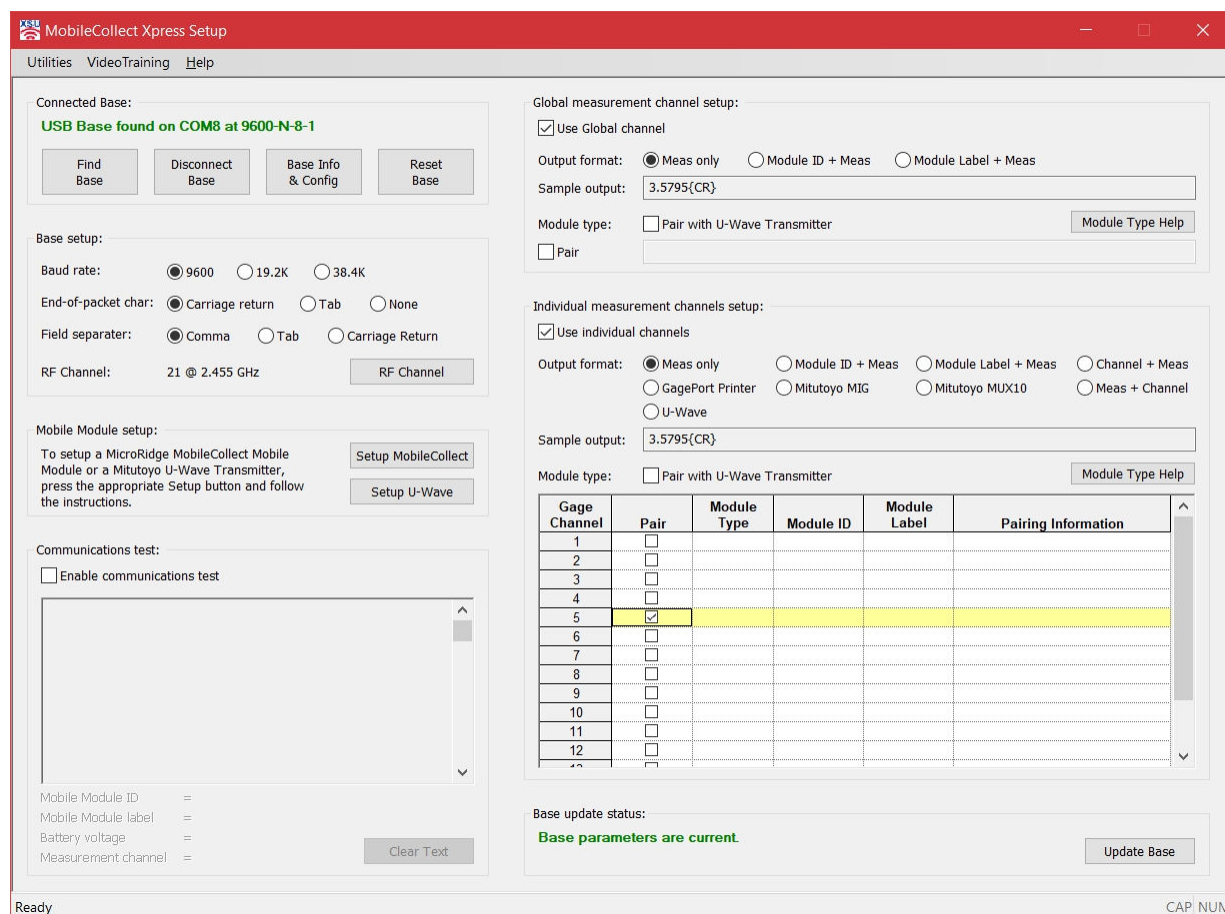 MobileCollect Xpress Setup
Utilities VideoTraining Help
Connected Base:
USB Base found on COM8 at 9600-N-8-1
Find Base
Disconnect Base
Base Info & Config
Reset Base
Base setup:
Baud rate: 9600 19.2K 38.4K
End-of-packet char: Carriage return Tab None
Field separater: Comma Tab Carriage Return
RF Channel: 21 @ 2.455 GHz RF Channel
Mobile Module setup:
To setup a MicroRidge MobileCollect Mobile
Module or a Mitutoyo U-Wave Transmitter,
press the appropriate Setup button and follow
the instructions.
Setup MobileCollect
Setup U-Wave
Communications test:
Enable communications test
Mobile Module ID =
Mobile Module label =
Battery voltage =
Measurement channel =
Clear Text
Global measurement channel setup:
Use Global channel
Output format: Meas only Module ID + Meas Module Label + Meas
Sample output: 3.5795{CR}
Module type: Pair with U-Wave Transmitter Module Type Help
Pair
Individual measurement channels setup:
Use individual channels
Output format: Meas only Module ID + Meas Module Label + Meas Channel + Meas
GagePort Printer Mitutoyo MIG Mitutoyo MUX10 Meas + Channel
U-Wave
Sample output: 3.5795{CR}
Module type: Pair with U-Wave Transmitter Module Type Help
Gage Channel Pair Module Type Module ID Module Label Pairing Information
1
2
3
4
5
6
7
8
9
10
11
12
Base update status:
Base parameters are current.
Update Base
Ready CAP NUM